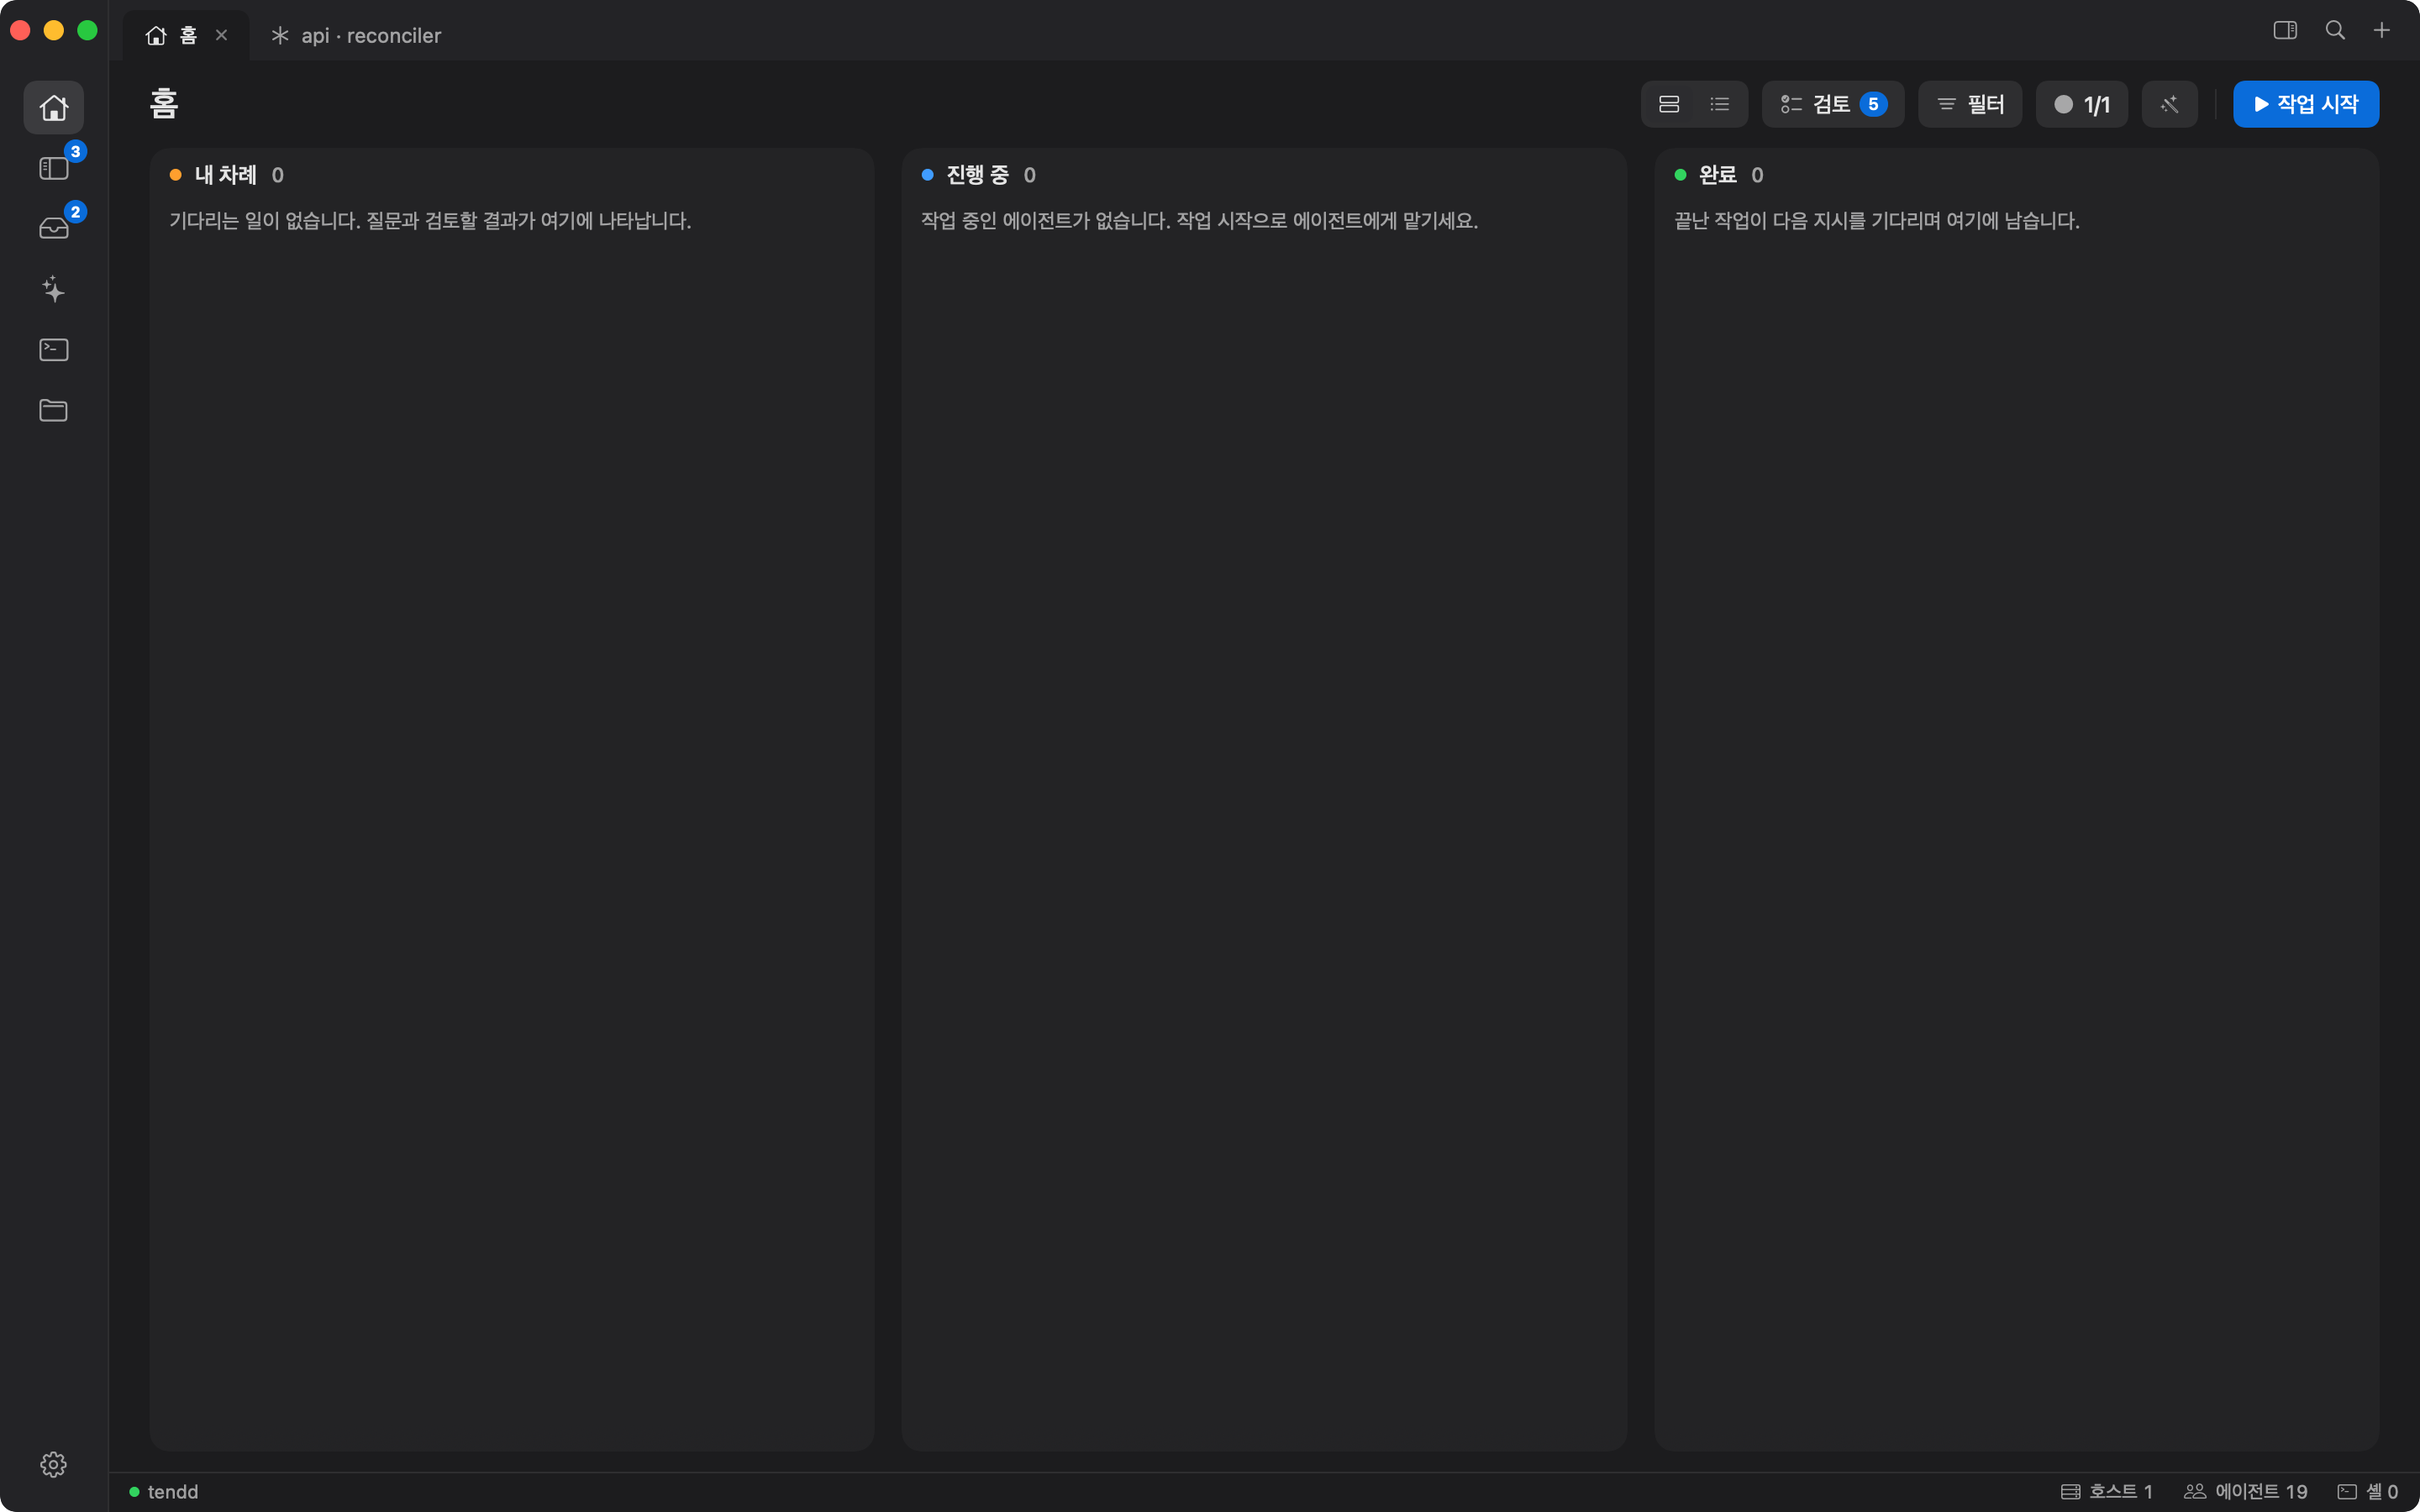 홈
api · reconciler
홈
검토 5
필터
1/1
작업 시작
3
2
내 차례 0
기다리는 일이 없습니다. 질문과 검토할 결과가 여기에 나타납니다.
진행 중 0
작업 중인 에이전트가 없습니다. 작업 시작으로 에이전트에게 맡기세요.
완료 0
끝난 작업이 다음 지시를 기다리며 여기에 남습니다.
tendd
호스트 1
에이전트 19
셸 0